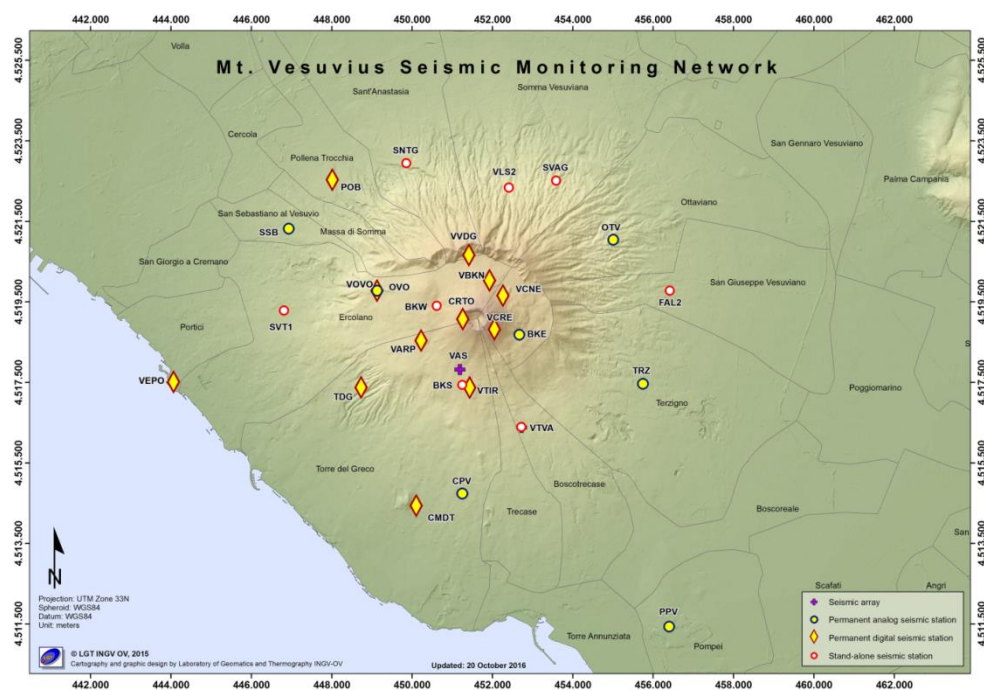 442.000 444.000 446.000 448.000 450.000 452.000 454.000 456.000 458.000 460.000 462.000
Mt. Vesuvius Seismic Monitoring Network
4.525.500 4.525.500
Volla
Somma Vesuviana
Sant'Anastasia
4.523.500 4.523.500
Cercola
San Gennaro Vesuviano
SNTG
Pollena Trocchia
SVAG
VLS2
Palma Campania
POB
Ottaviano
San Sebastiano al Vesuvio
4.521.500 4.521.500
SSB
Massa di Somma
OTV
VVDG
San Giorgio a Cremano
VBKN
San Giuseppe Vesuviano
VOVO OVO
VCNE
4.519.500 4.519.500
CRTO
FAL2
BKW
Ercolano
VCRE
SVT1
Portici
BKE
VARP
VAS
TRZ
VEPO
4.517.500 4.517.500
BKS VTIR
Poggiomarino
TDG
Terzigno
VTVA
4.515.500 4.515.500
Torre del Greco
CPV
Boscotrecase
Trecase
Boscoreale
CMDT
4.513.500 4.513.500
San
N
Scafati
Angri
Projection: UTM Zone 33N
Spheroid: WGS84
Datum: WGS84
Unit: meters
Seismic array
Permanent analog seismic station
Permanent digital seismic station
Stand-alone seismic station
4.511.500 4.511.500
PPV
Torre Annunziata
Pompei
© LGT INGV OV, 2015
Cartography and graphic design by Laboratory of Geomatics and Thermography INGV-OV
Updated: 20 October 2016
442.000 444.000 446.000 448.000 450.000 452.000 454.000 456.000 458.000 460.000 462.000